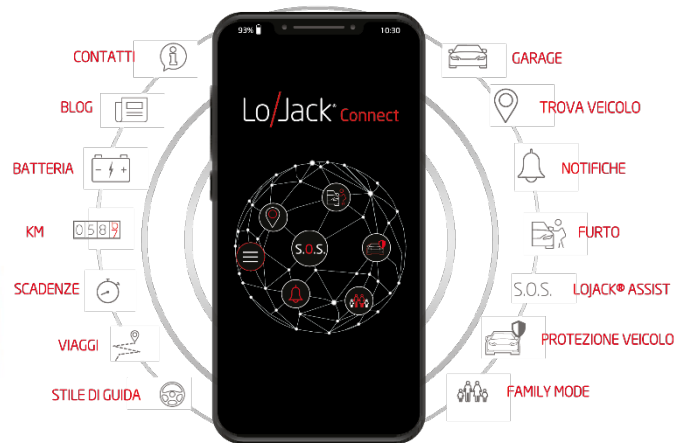 93%
10:30
Lo/Jack® Connect
S.O.S.
CONTATTI
BLOG
BATTERIA
KM
058
SCADENZE
VIAGGI
STILE DI GUIDA
GARAGE
TROVA VEICOLO
NOTIFICHE
FURTO
S.O.S.
LOJACK® ASSIST
PROTEZIONE VEICOLO
FAMILY MODE